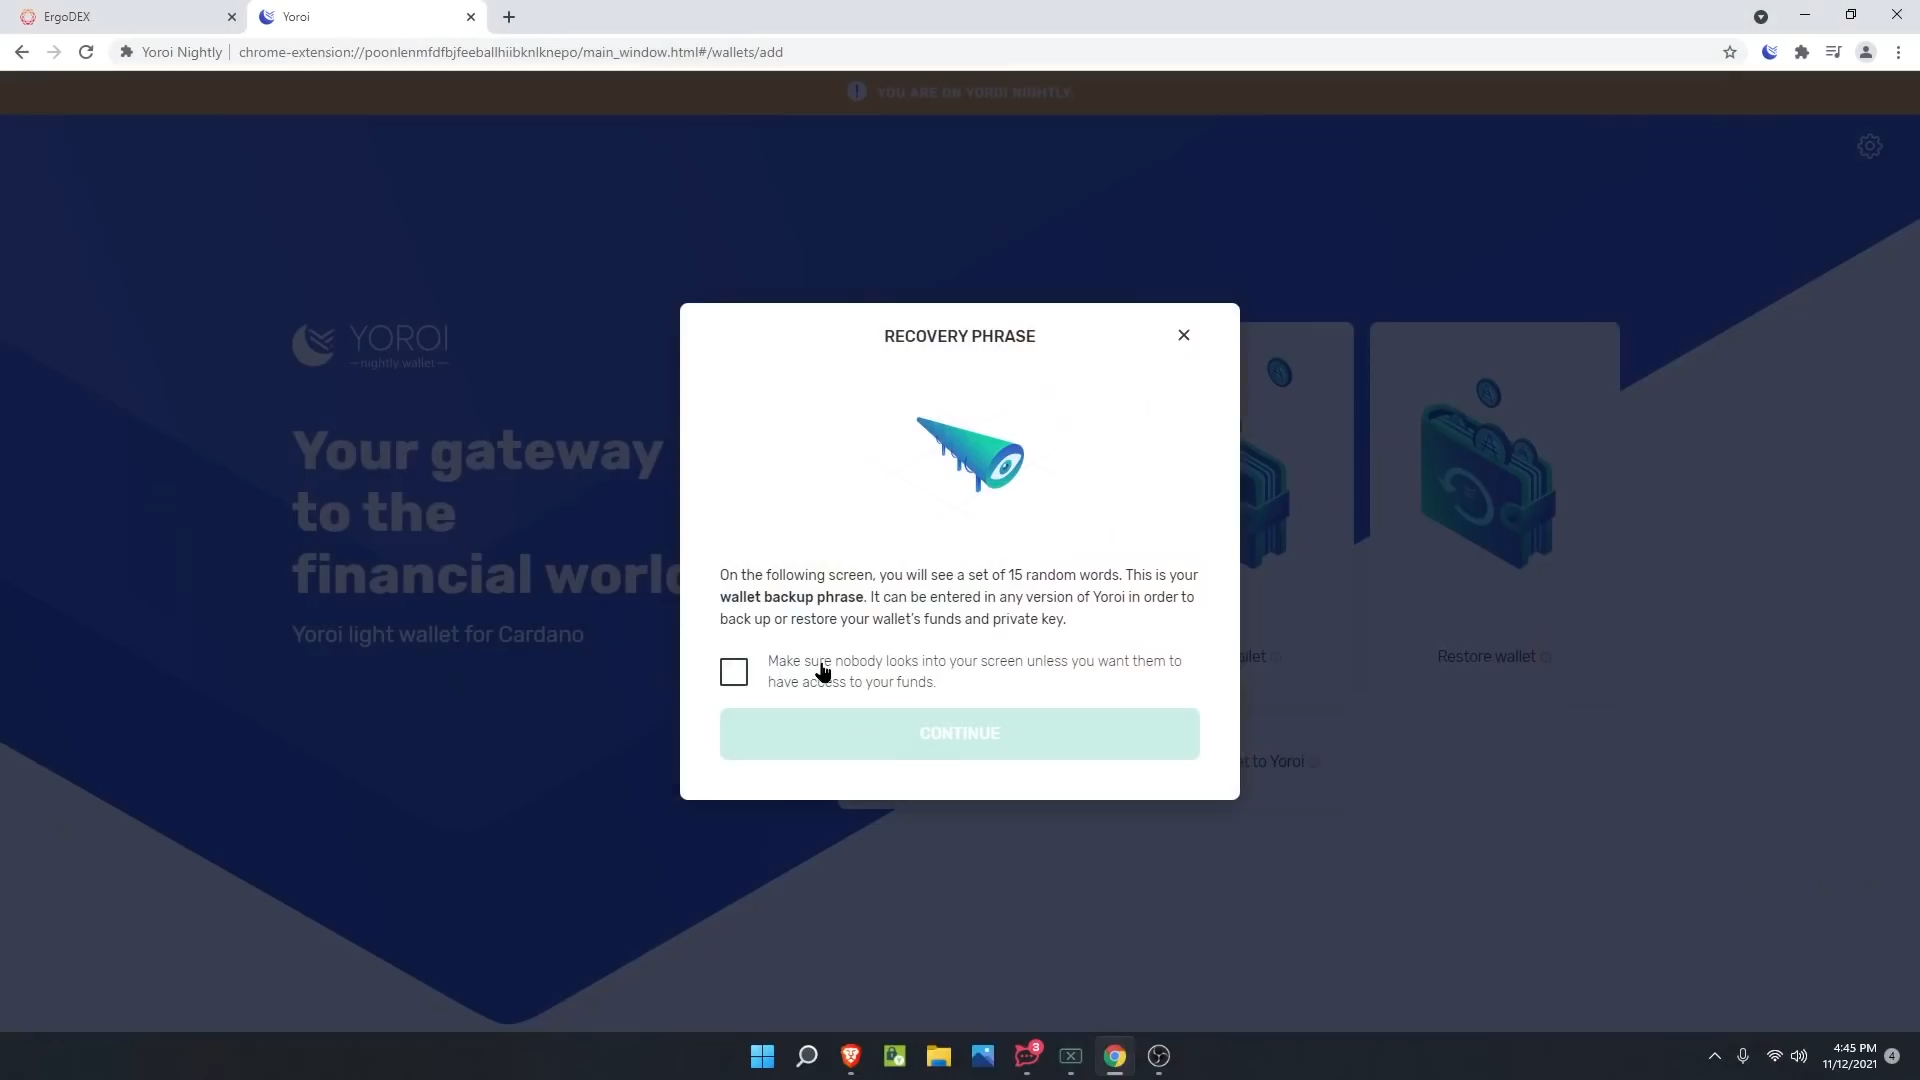 ErgoDEX
Yoroi
Yoroi Nightly
chrome-extension://poonlenmfdfbjfeeballhiibknlknepo/main_window.html#/wallets/add
YOU ARE ON YOROI NIGHTLY.
YOROI
nightly wallet
Your gateway
to the
financial worl
Yoroi light wallet for Cardano
RECOVERY PHRASE
On the following screen, you will see a set of 15 random words. This is your
wallet backup phrase. It can be entered in any version of Yoroi in order to
back up or restore your wallet's funds and private key.
Make sure nobody looks into your screen unless you want them to
have access to your funds.
CONTINUE
Restore wallet
to Yoroi
3
4:45 PM
11/12/2021
4